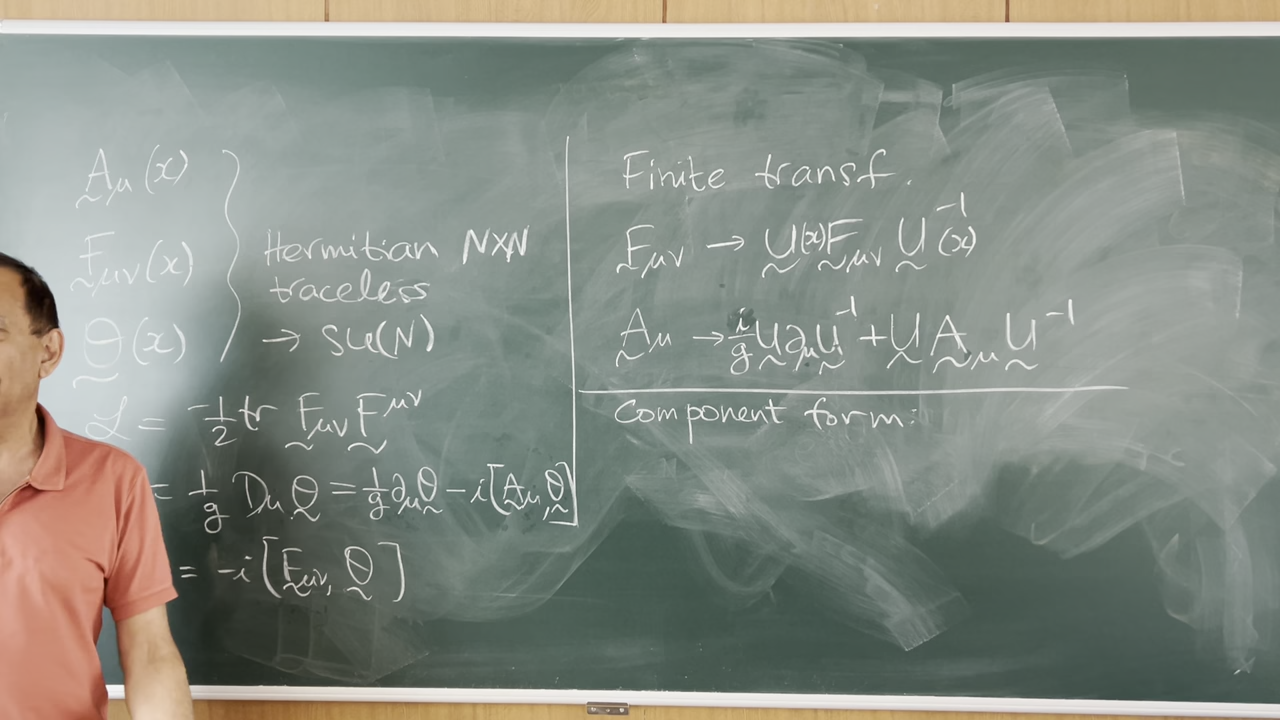 A_μ(x)
F_μν(x)
Θ(x)
Hermitian N×N
traceless
→ SU(N)
ℒ = -1/2 tr F_μν F^μν
= 1/g D_μ Θ = 1/g ∂_μ Θ - i[A_μ, Θ]
= -i[F_μν, Θ]
Finite transf.
F_μν → U(x) F_μν U^-1(x)
A_μ → i/g U ∂_μ U^-1 + U A_μ U^-1
Component form: